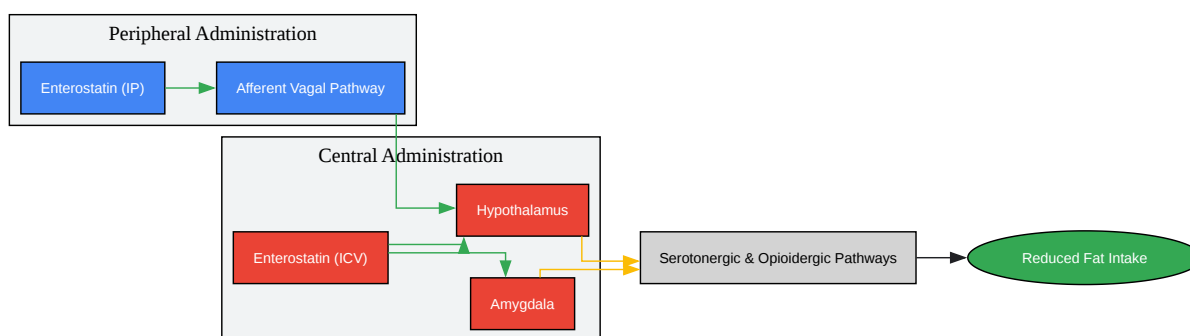 Peripheral Administration
Enterostatin (IP)
Afferent Vagal Pathway
Central Administration
Hypothalamus
Enterostatin (ICV)
Amygdala
Serotonergic & Opioidergic Pathways
Reduced Fat Intake